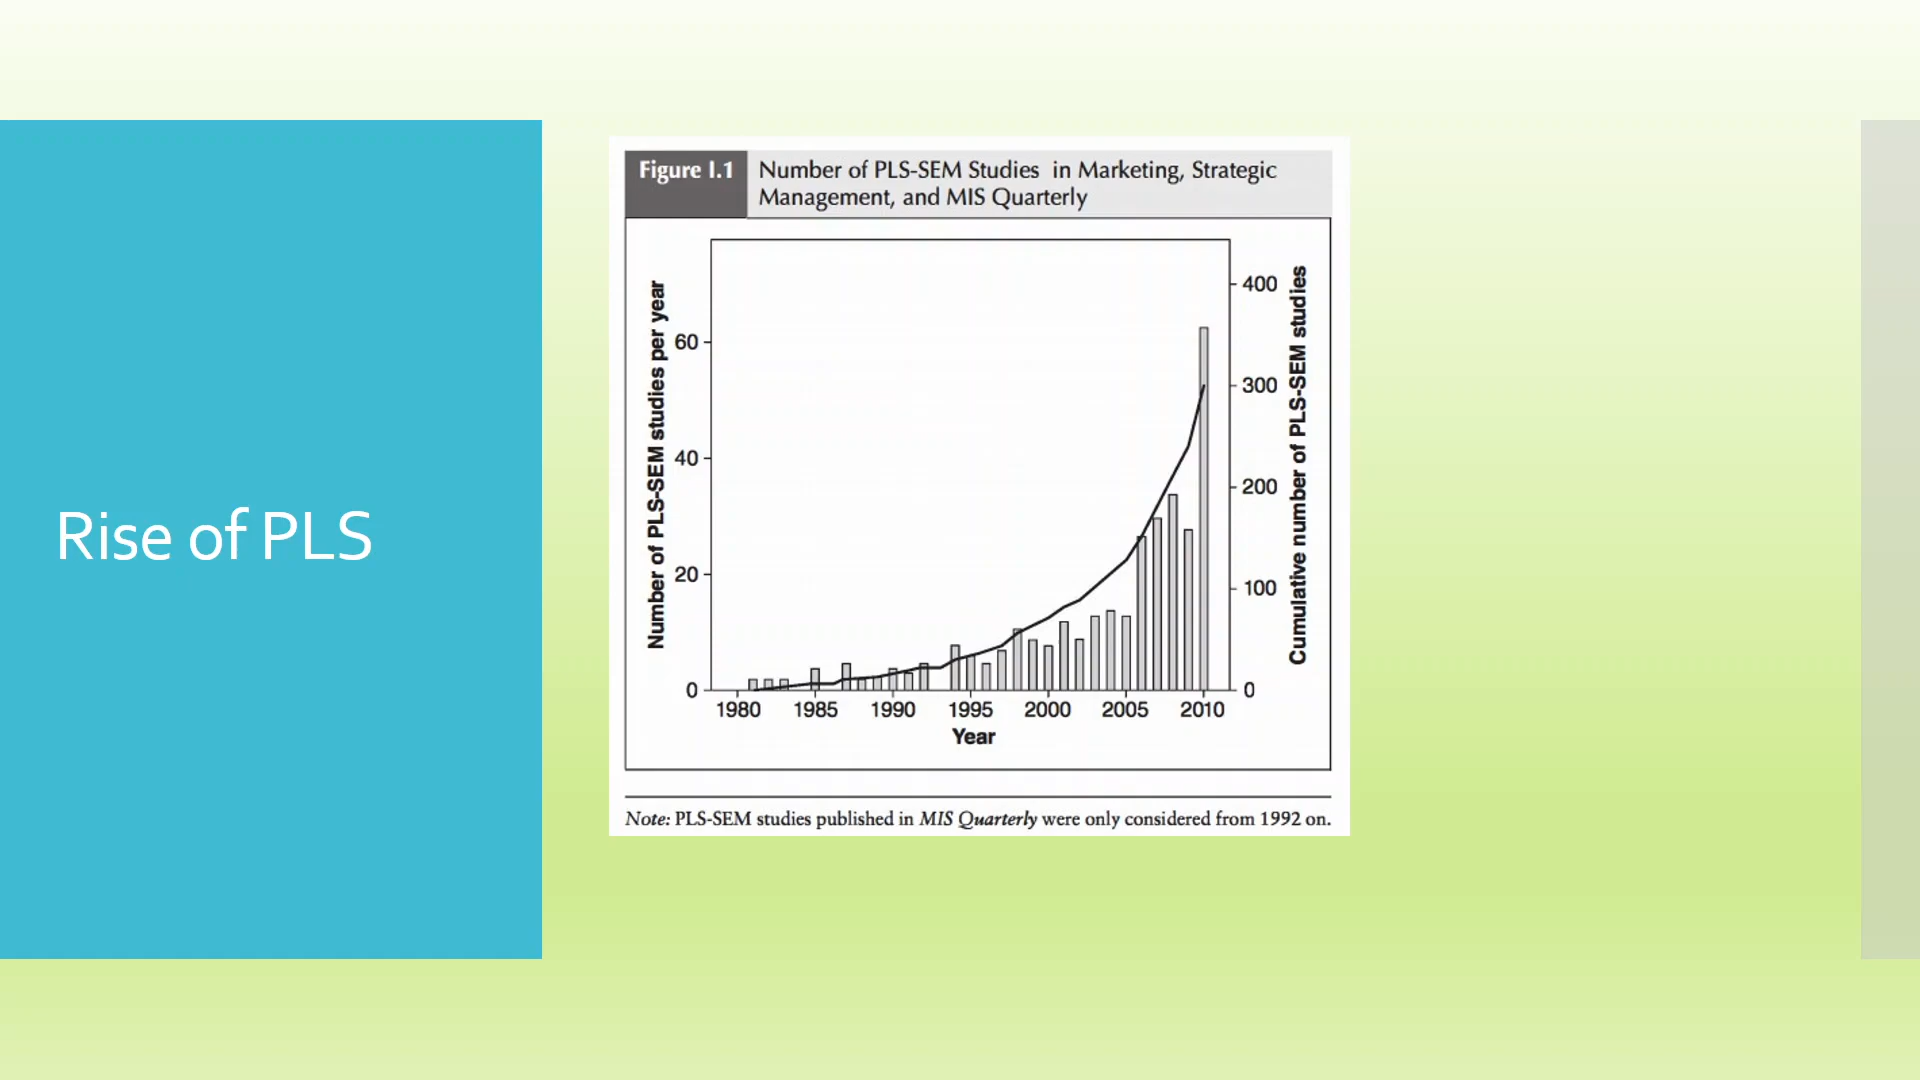 Rise of PLS
Figure I.1
Number of PLS-SEM Studies in Marketing, Strategic
Management, and MIS Quarterly
Number of PLS-SEM studies per year
60
40
20
0
400
300
200
100
0
Cumulative number of PLS-SEM studies
1980 1985 1990 1995 2000 2005 2010
Year
Note: PLS-SEM studies published in MIS Quarterly were only considered from 1992 on.